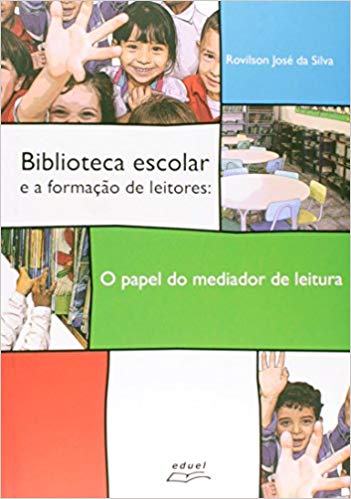 Rovilson José da Silva
Biblioteca escolar
e a formação de leitores:
O papel do mediador de leitura
eduel